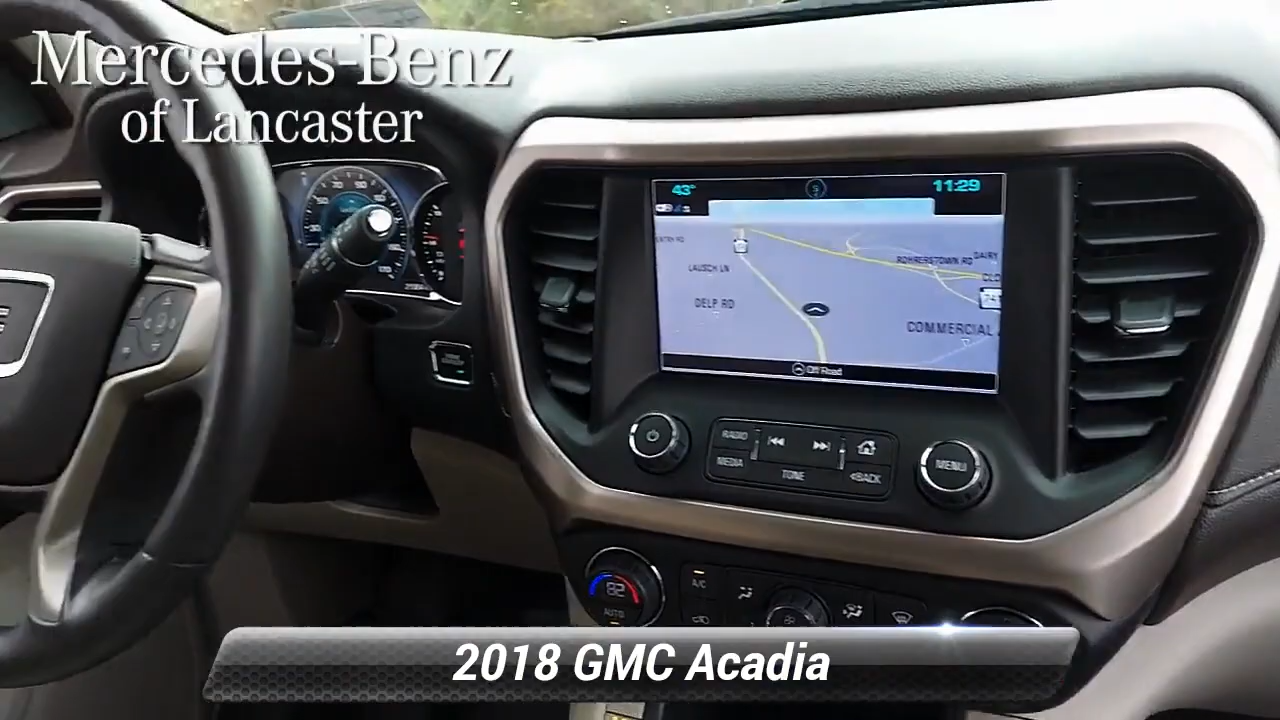 Mercedes-Benz
of Lancaster
43°
S
11:29
ROHRERSTOWN RD
DAIRY
LAUSCH LN
DELP RD
COMMERCIAL
Off Road
RADIO
MEDIA
TONE
BACK
MENU
82
AUTO
A/C
2018 GMC Acadia